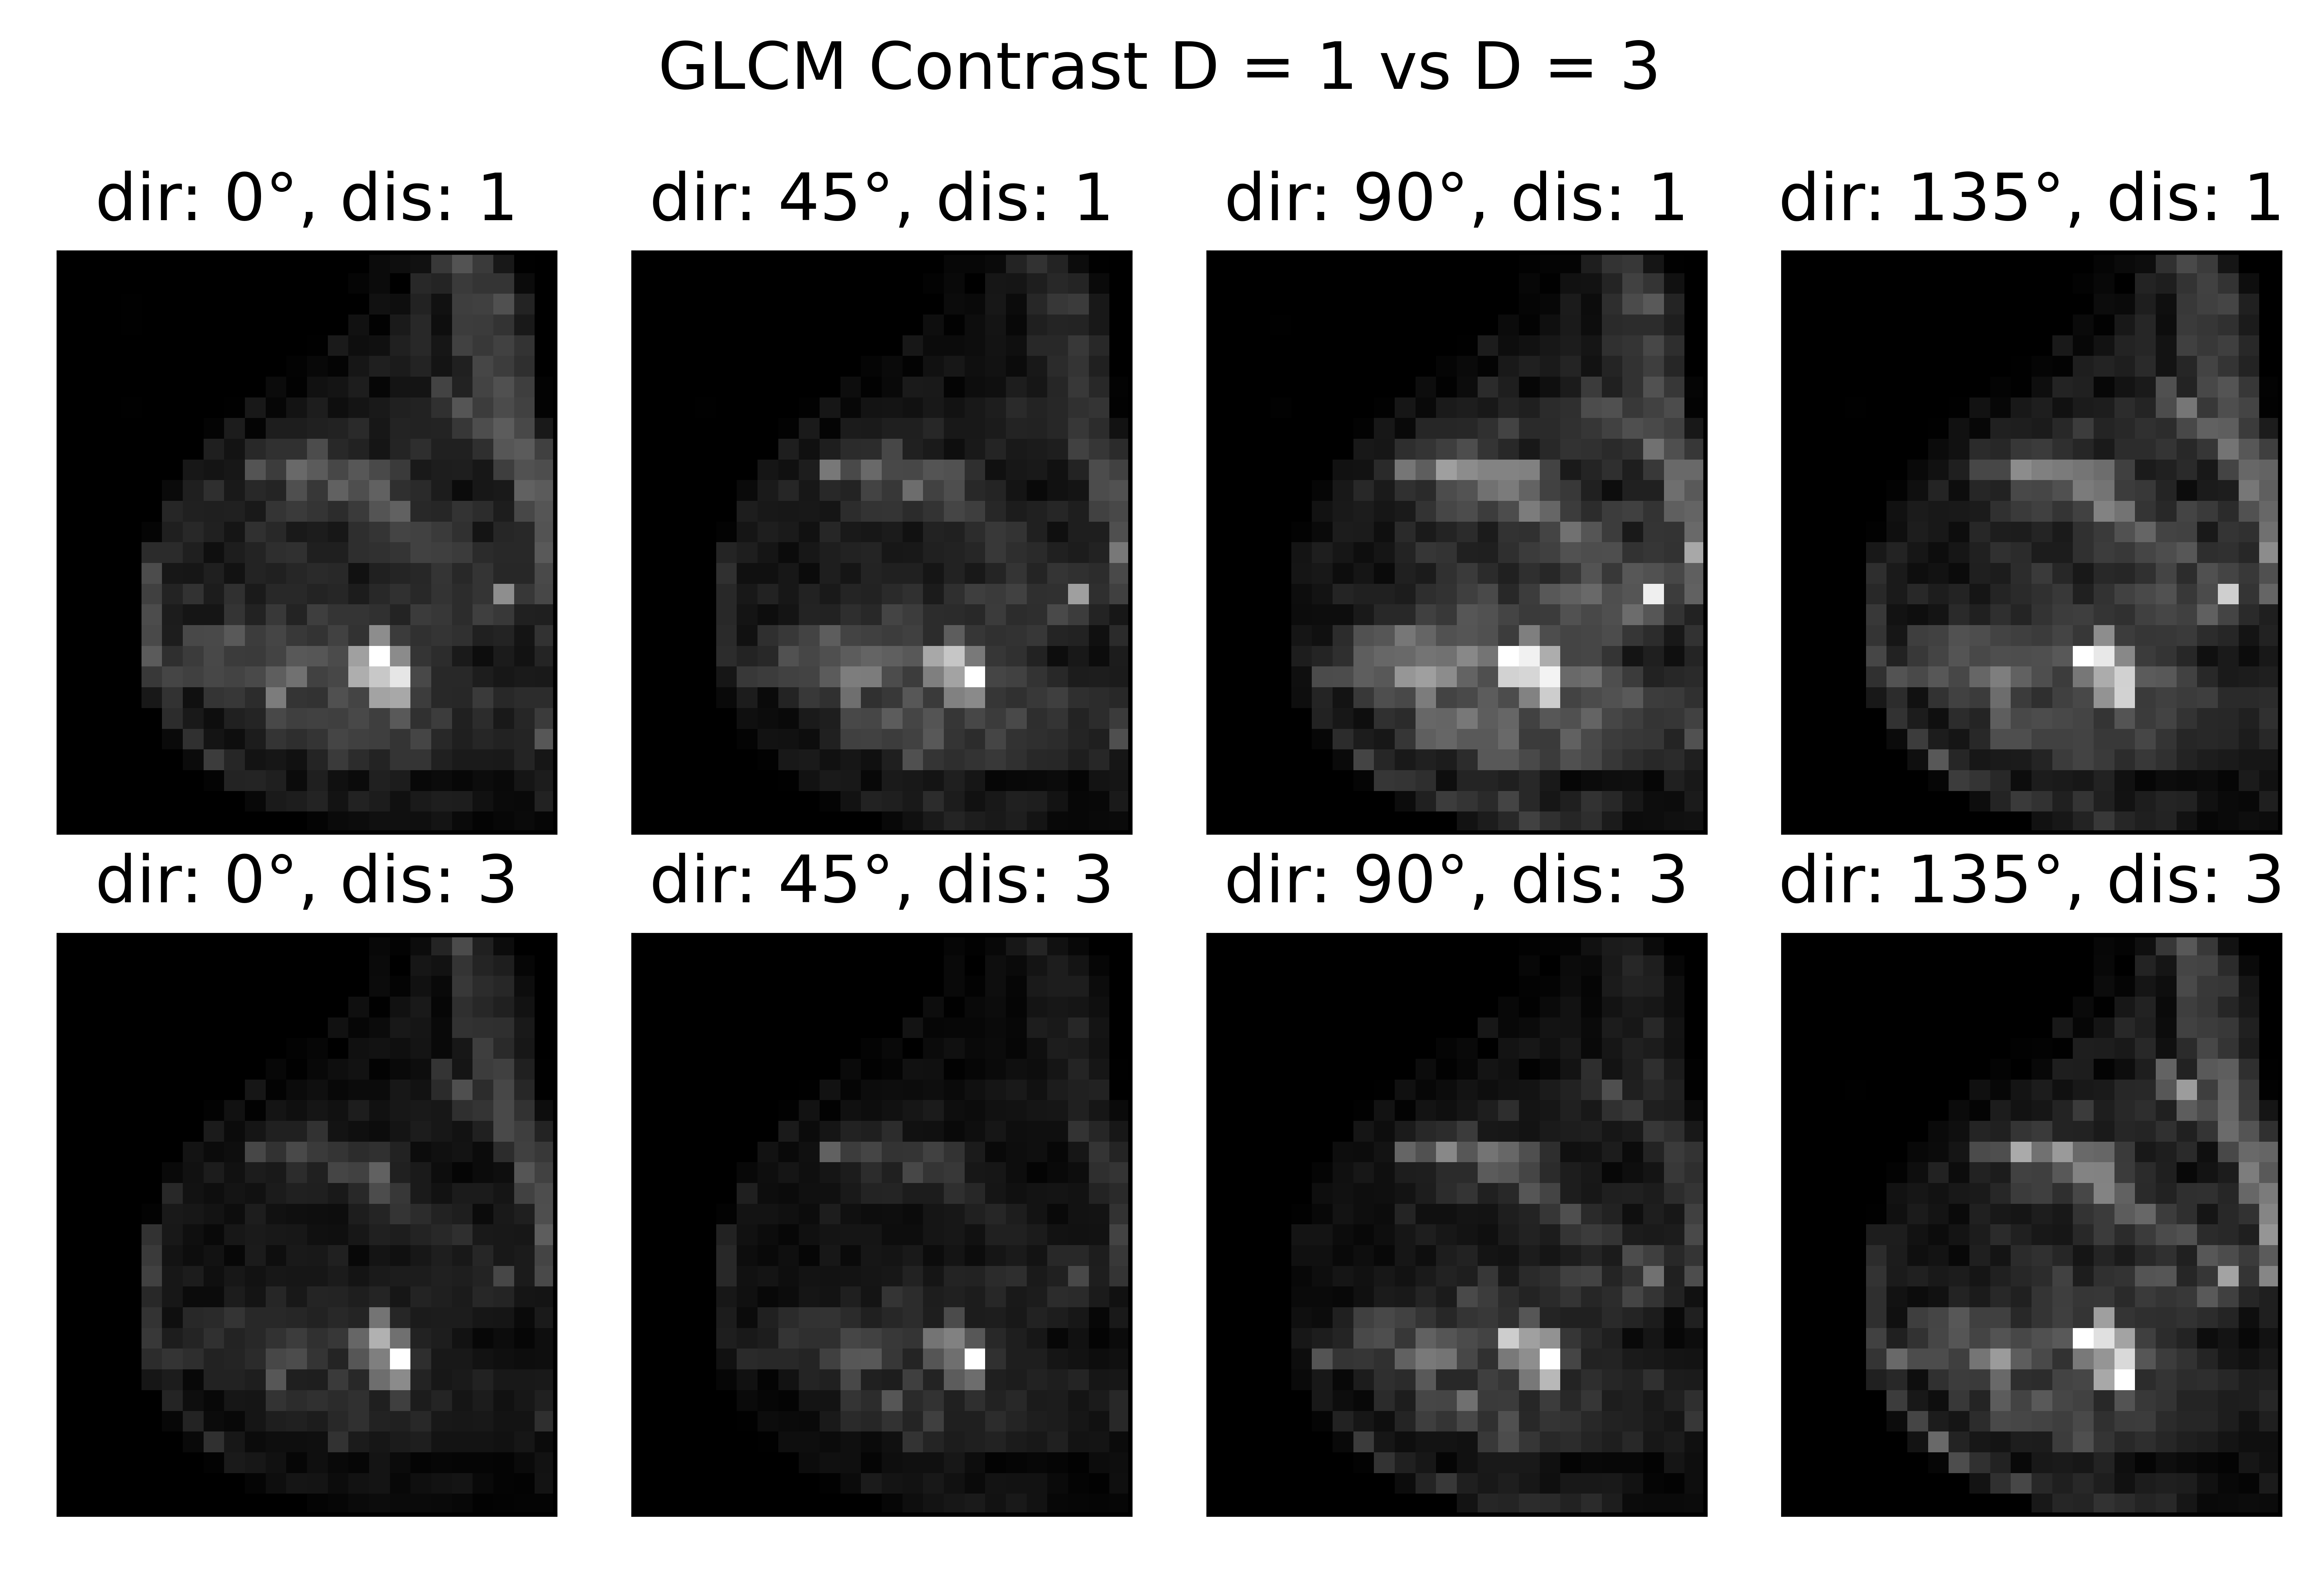 GLCM Contrast D = 1 vs D = 3
dir: 0°, dis: 1
dir: 45°, dis: 1
dir: 90°, dis: 1
dir: 135°, dis: 1
dir: 0°, dis: 3
dir: 45°, dis: 3
dir: 90°, dis: 3
dir: 135°, dis: 3